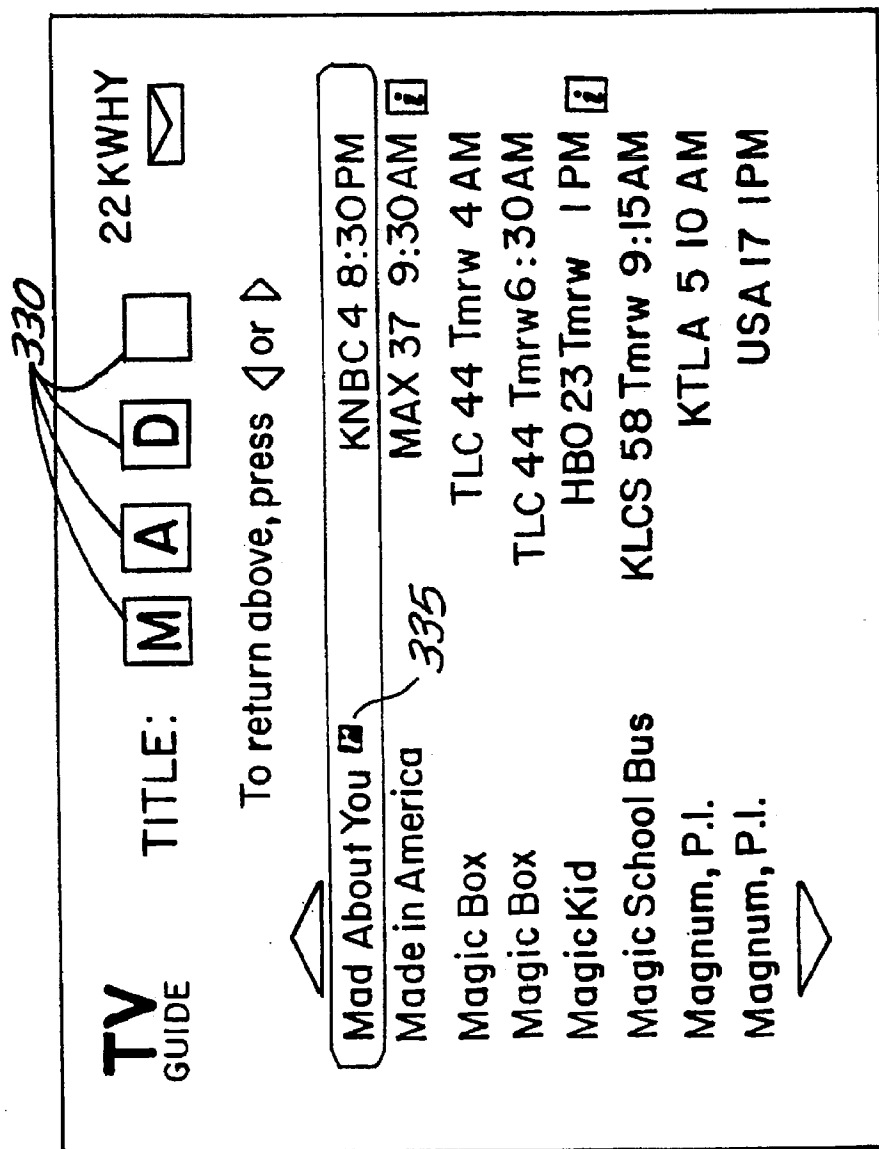 330
TV GUIDE TITLE: M A D 22 KWHY
To return above, press ◁ or ▷
Mad About You i KNBC 4 8:30PM
335
Made in America MAX 37 9:30AM i
Magic Box TLC 44 Tmrw 4 AM
Magic Box TLC 44 Tmrw 6:30AM
Magic Kid HBO 23 Tmrw 1 PM i
Magic School Bus KLCS 58 Tmrw 9:15AM
Magnum, P.I. KTLA 5 10 AM
Magnum, P.I. USA 17 1PM